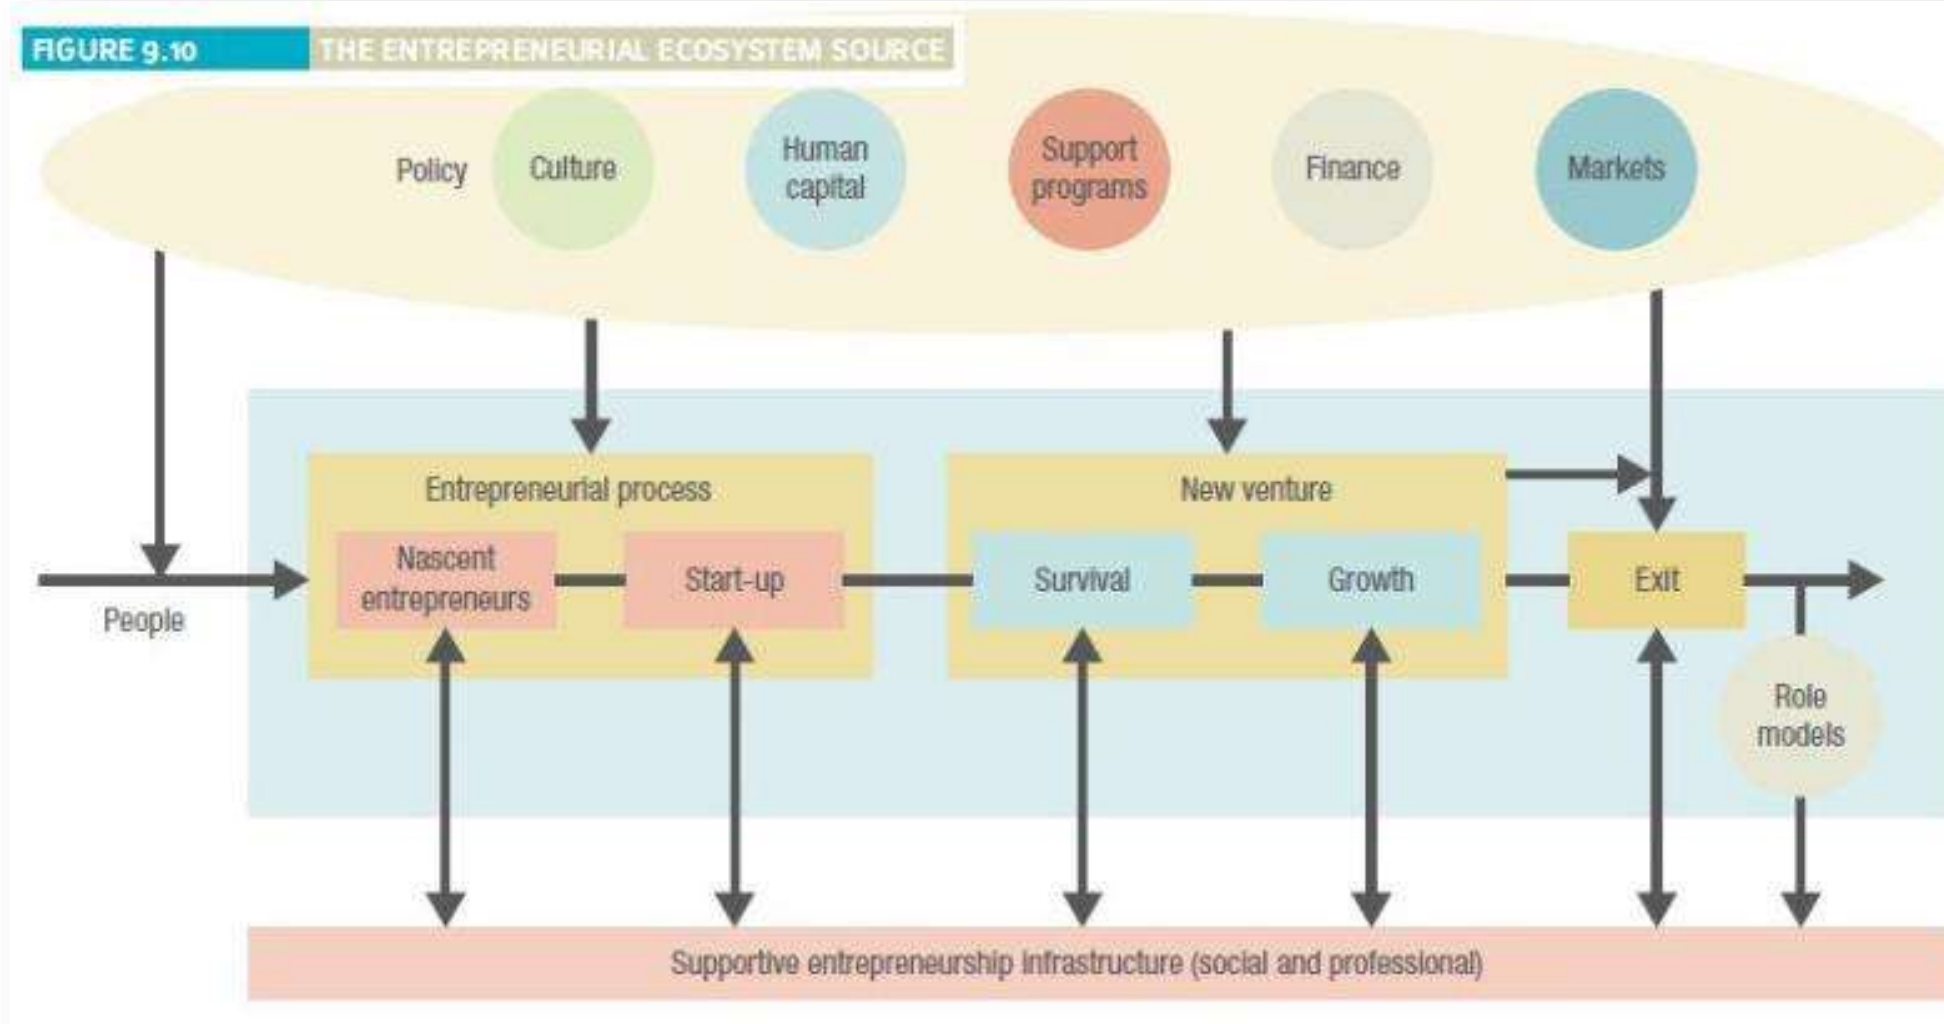 FIGURE 9.10
THE ENTREPRENEURIAL ECOSYSTEM SOURCE
Policy
Culture
Human
capital
Support
programs
Finance
Markets
Entrepreneurial process
New venture
Nascent
entrepreneurs
Start-up
Survival
Growth
Exit
People
Role
models
Supportive entrepreneurship infrastructure (social and professional)